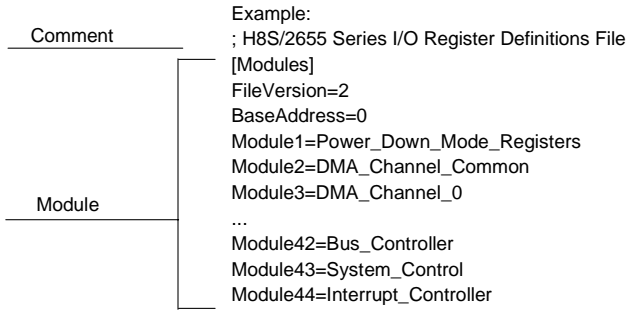 Example:
Comment
; H8S/2655 Series I/O Register Definitions File
[Modules]
FileVersion=2
BaseAddress=0
Module1=Power_Down_Mode_Registers
Module2=DMA_Channel_Common
Module3=DMA_Channel_0
Module
...
Module42=Bus_Controller
Module43=System_Control
Module44=Interrupt_Controller